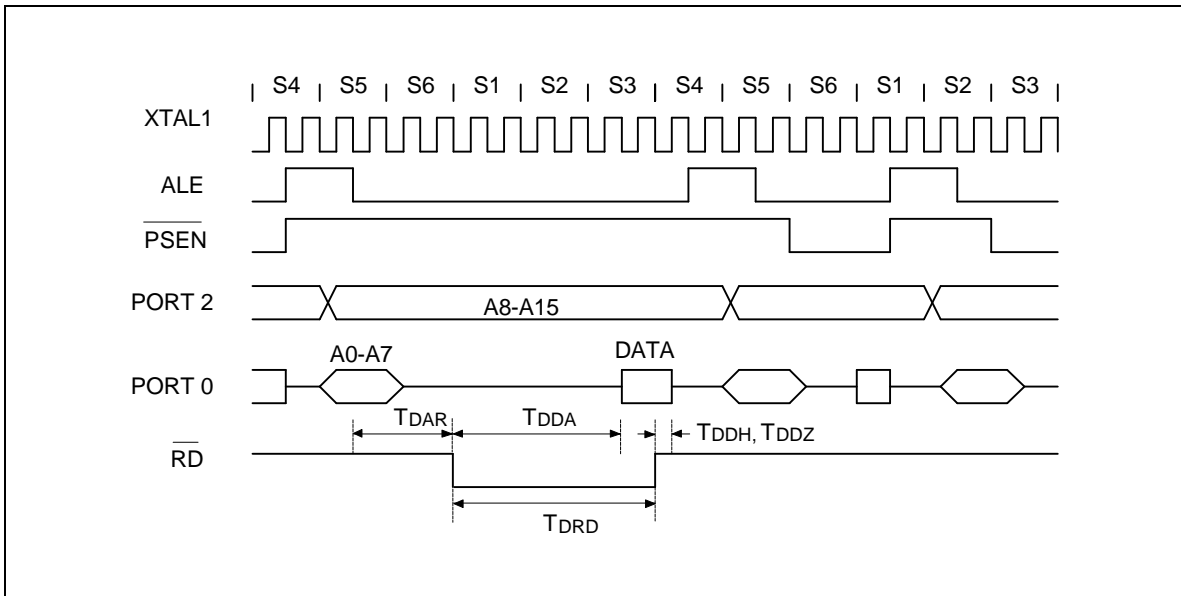 S4 S5 S6 S1 S2 S3 S4 S5 S6 S1 S2 S3
XTAL1
ALE
PSEN
PORT 2
A8-A15
A0-A7 DATA
PORT 0
TDAR TDDA TDDH, TDDZ
RD
TDRD